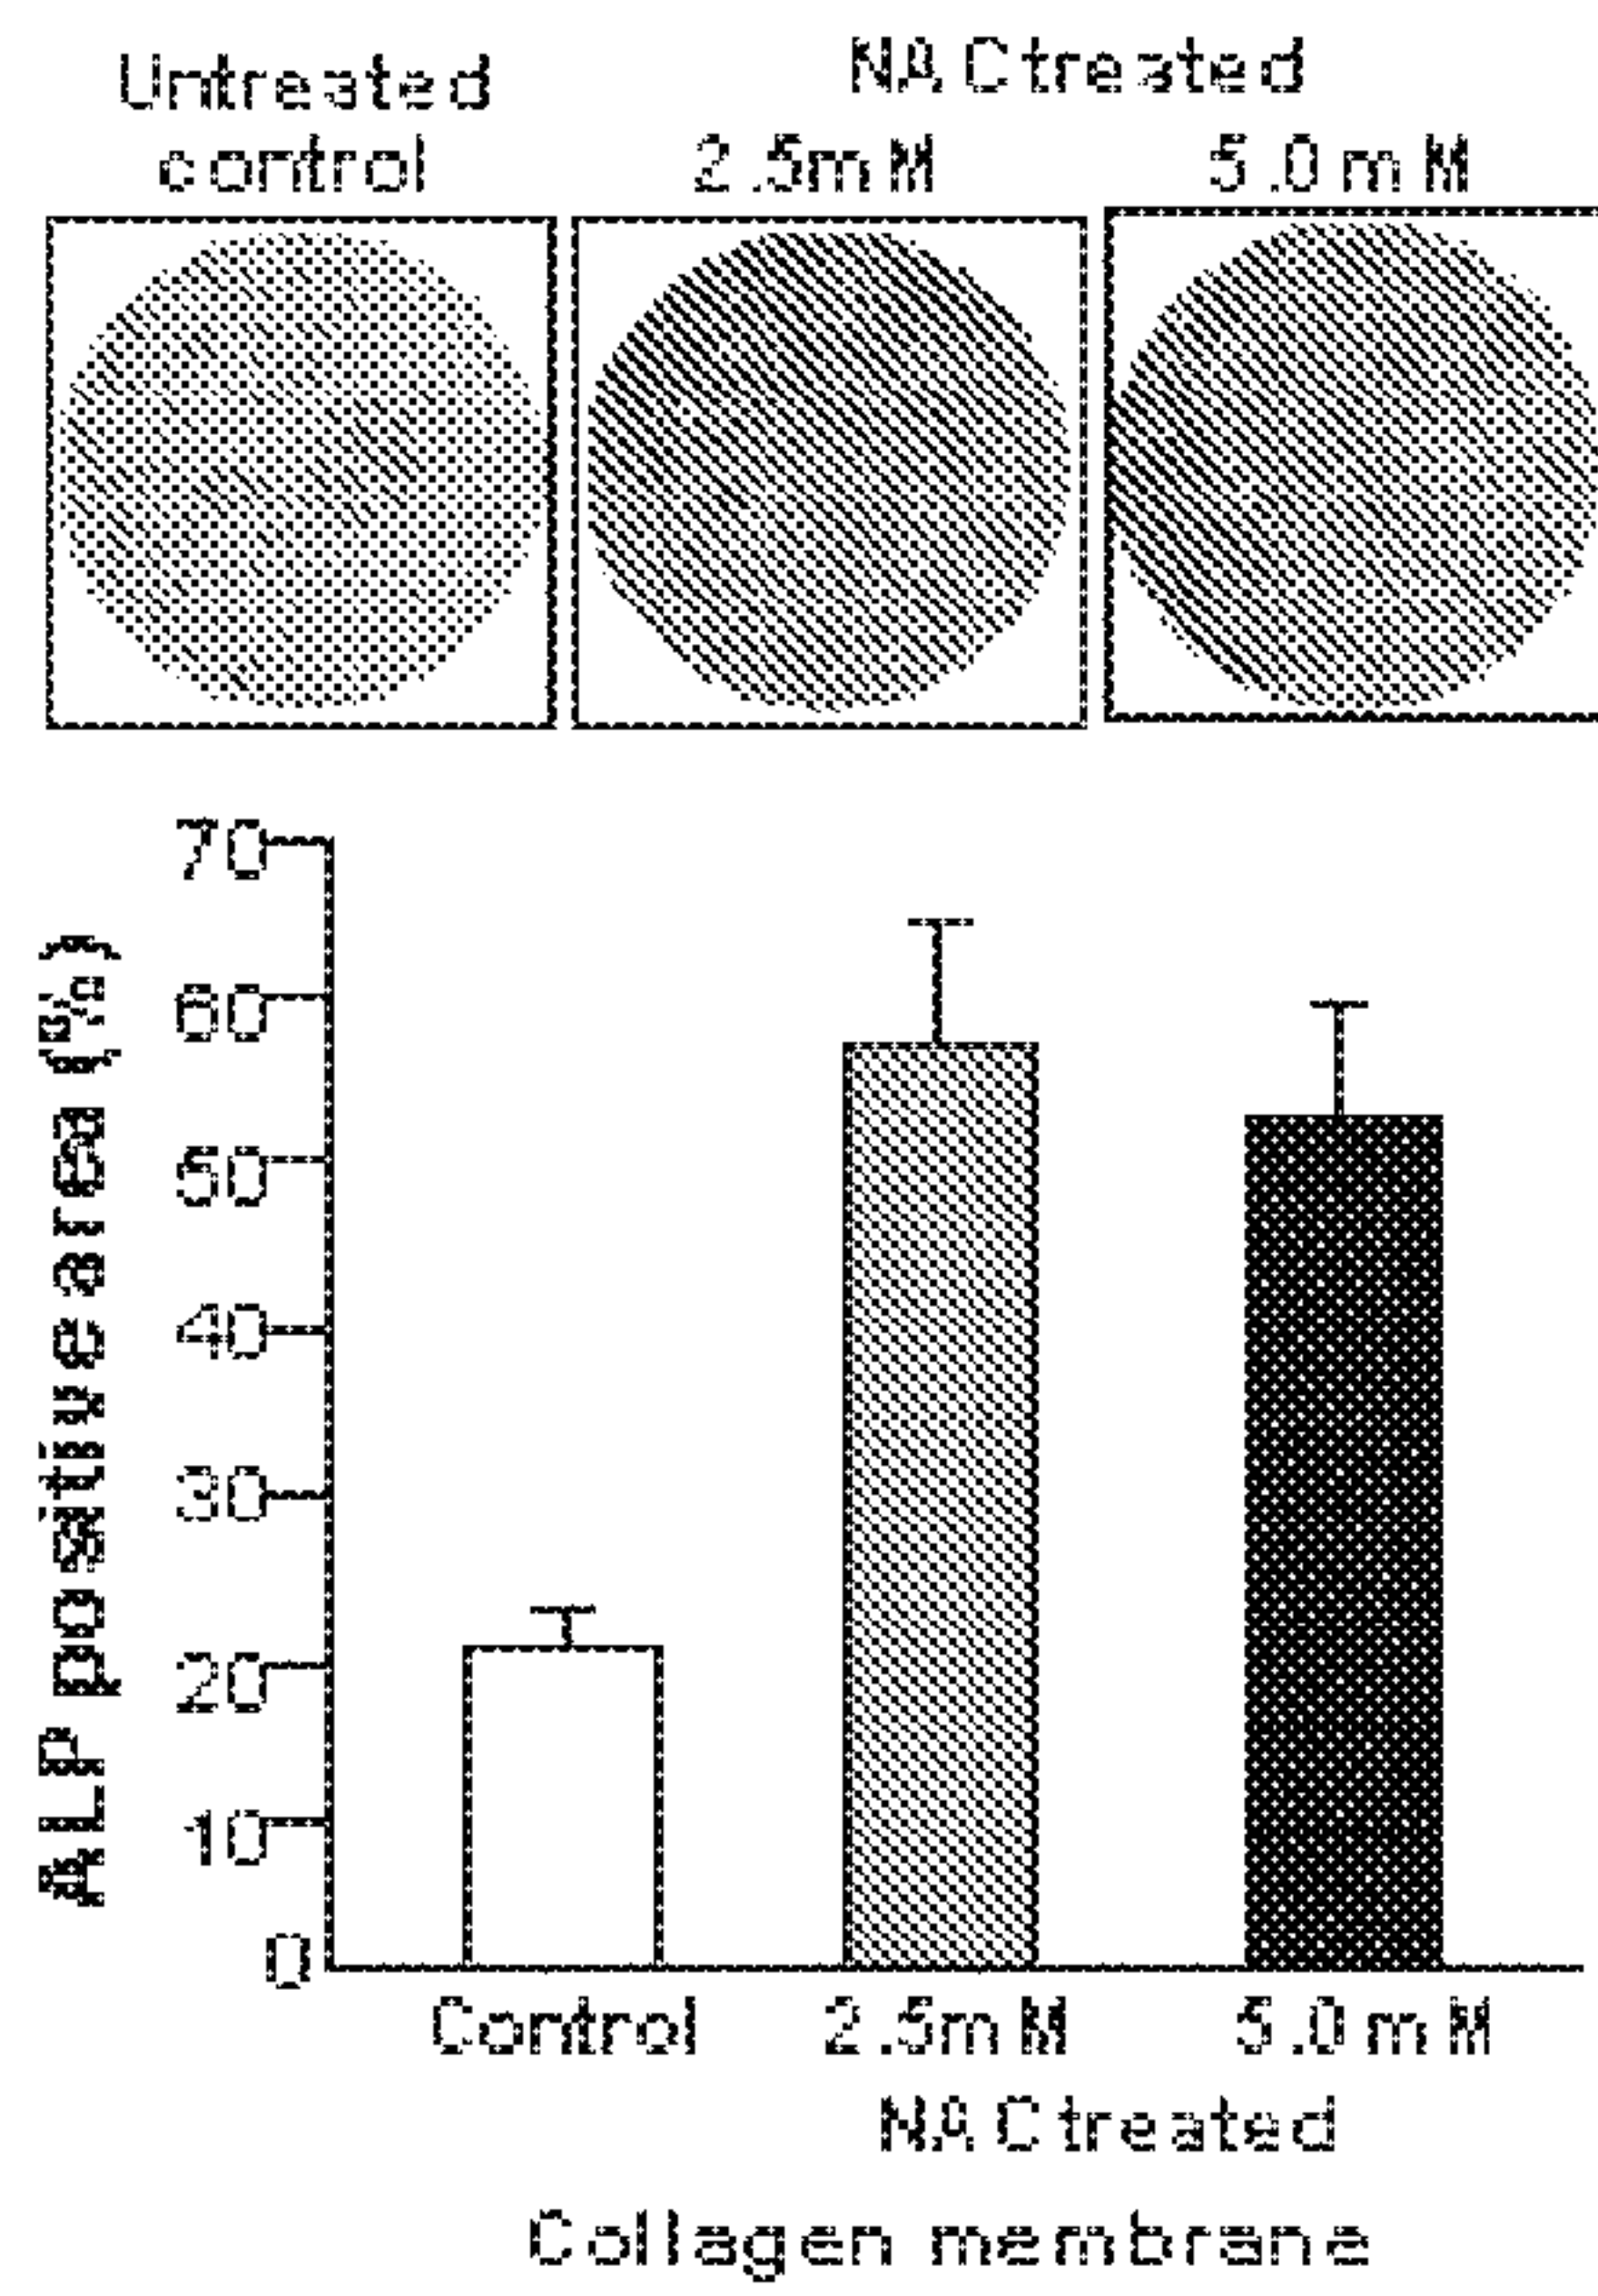 Untreated
control
NAC treated
2.5mM
5.0mM
ALP positive area (%)
70
60
50
40
30
20
10
0
Control
2.5mM
5.0mM
NAC treated
Collagen membrane